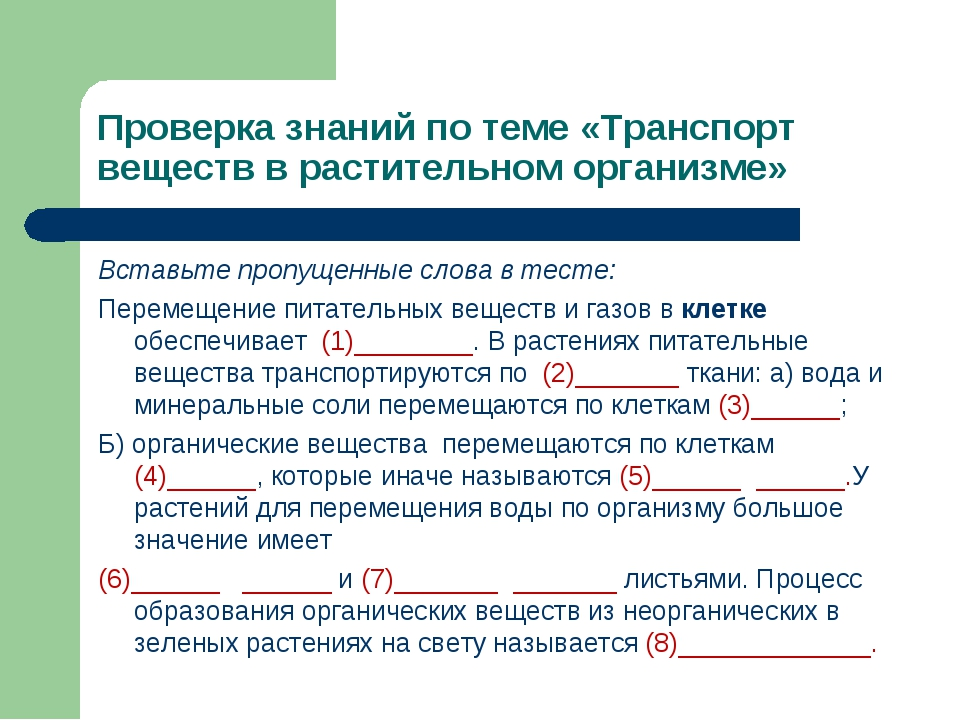 Проверка знаний по теме «Транспорт
веществ в растительном организме»
Вставьте пропущенные слова в тесте:
Перемещение питательных веществ и газов в клетке
обеспечивает (1)________. В растениях питательные
вещества транспортируются по (2)_______ ткани: а) вода и
минеральные соли перемещаются по клеткам (3)______;
Б) органические вещества перемещаются по клеткам
(4)______, которые иначе называются (5)______ ______.У
растений для перемещения воды по организму большое
значение имеет
(6)______ ______ и (7)_______ _______ листьями. Процесс
образования органических веществ из неорганических в
зеленых растениях на свету называется (8)_____________.